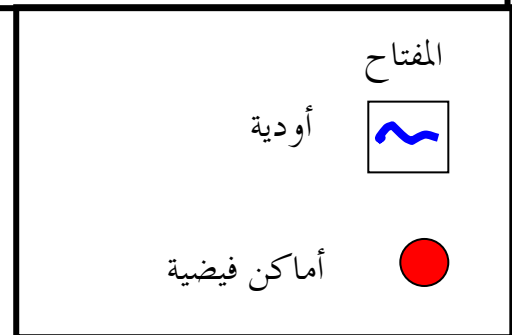 المفتاح
أودية
أماكن فيضية